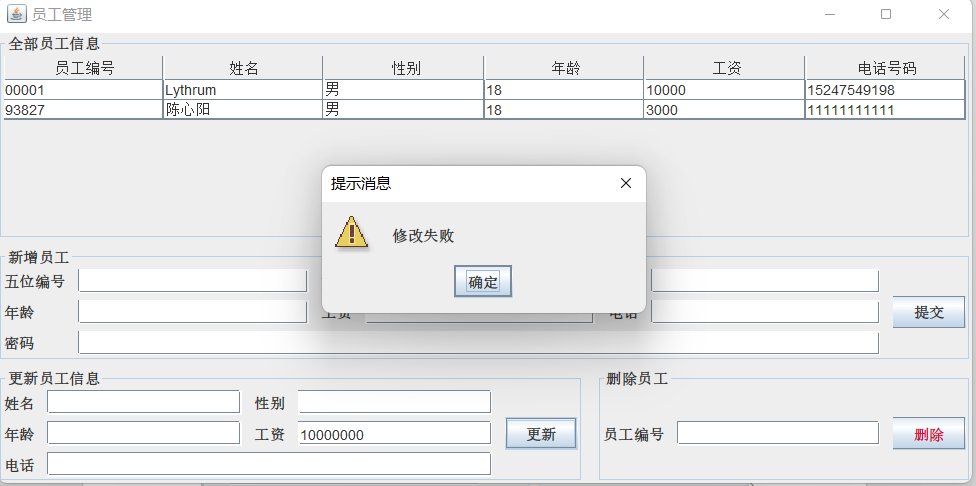 员工管理
全部员工信息
员工编号 姓名 性别 年龄 工资 电话号码
00001 Lythrum 男 18 10000 15247549198
93827 陈心阳 男 18 3000 11111111111
提示消息
修改失败
确定
新增员工
五位编号
年龄 工资 电话 提交
密码
更新员工信息 删除员工
姓名 性别
年龄 工资 10000000 更新 员工编号 删除
电话